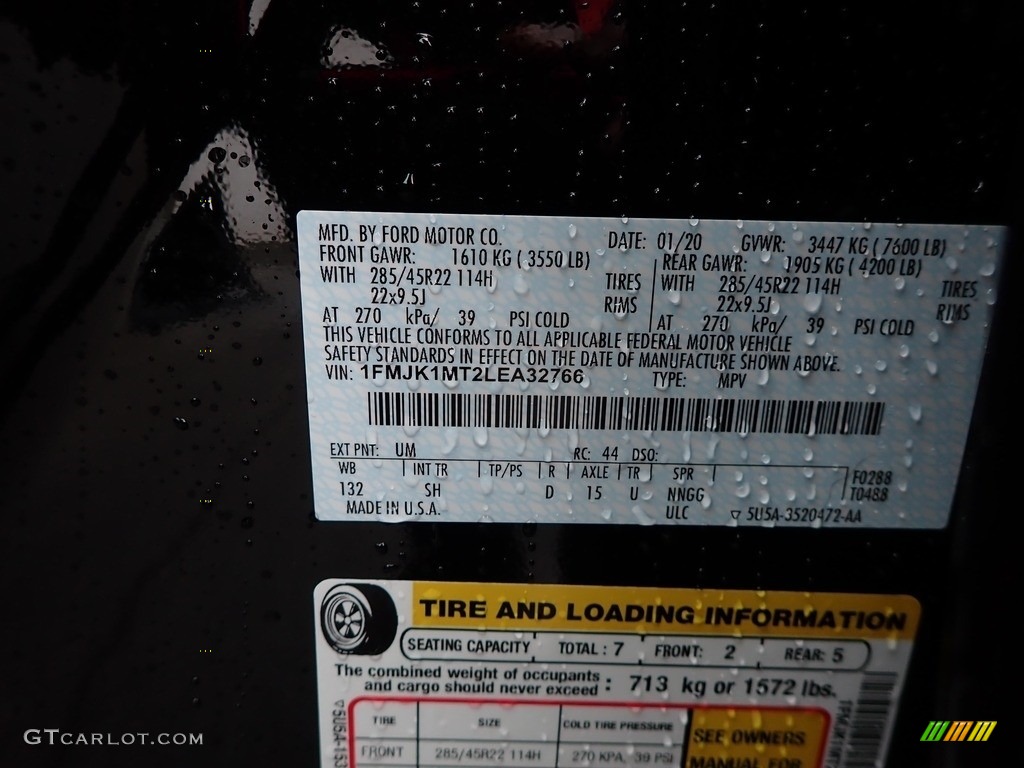 MFD. BY FORD MOTOR CO. DATE: 01/20 GVWR: 3447 KG ( 7600 LB)
FRONT GAWR: 1610 KG ( 3550 LB) REAR GAWR: 1905 KG ( 4200 LB)
WITH 285/45R22 114H TIRES WITH 285/45R22 114H TIRES
22x9.5J RIMS 22x9.5J RIMS
AT 270 kPa/ 39 PSI COLD AT 270 kPa/ 39 PSI COLD
THIS VEHICLE CONFORMS TO ALL APPLICABLE FEDERAL MOTOR VEHICLE
SAFETY STANDARDS IN EFFECT ON THE DATE OF MANUFACTURE SHOWN ABOVE.
VIN: 1FMJK1MT2LEA32766 TYPE: MPV
EXT PNT: UM RC: 44 DSO:
WB INT TR TP/PS R AXLE TR SPR F0288
132 SH D 15 U NNGG T0488
MADE IN U.S.A. ULC 5U5A-3520472-AA
TIRE AND LOADING INFORMATION
SEATING CAPACITY TOTAL : 7 FRONT: 2 REAR: 5
The combined weight of occupants
and cargo should never exceed : 713 kg or 1572 lbs.
TIRE SIZE COLD TIRE PRESSURE SEE OWNERS
FRONT 285/45R22 114H 270 KPA, 39 PSI MANUAL FOR
GTCARLOT.COM